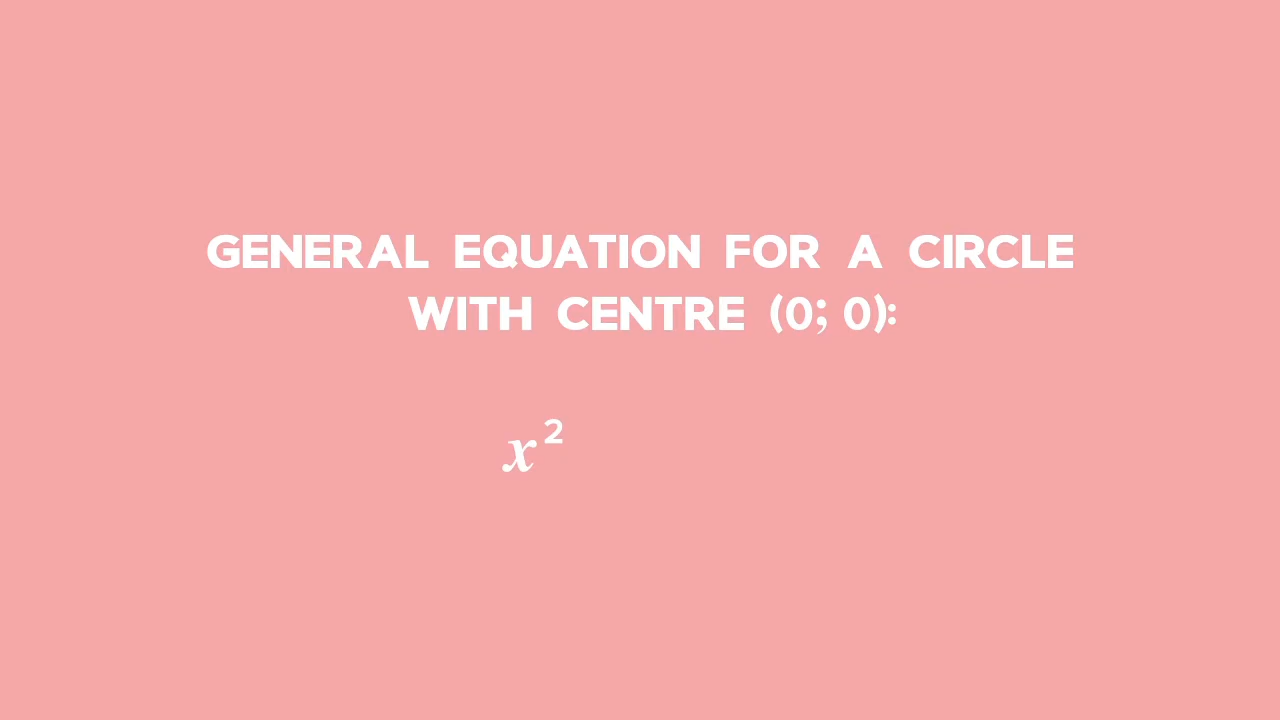 GENERAL EQUATION FOR A CIRCLE
WITH CENTRE (0; 0):
x²